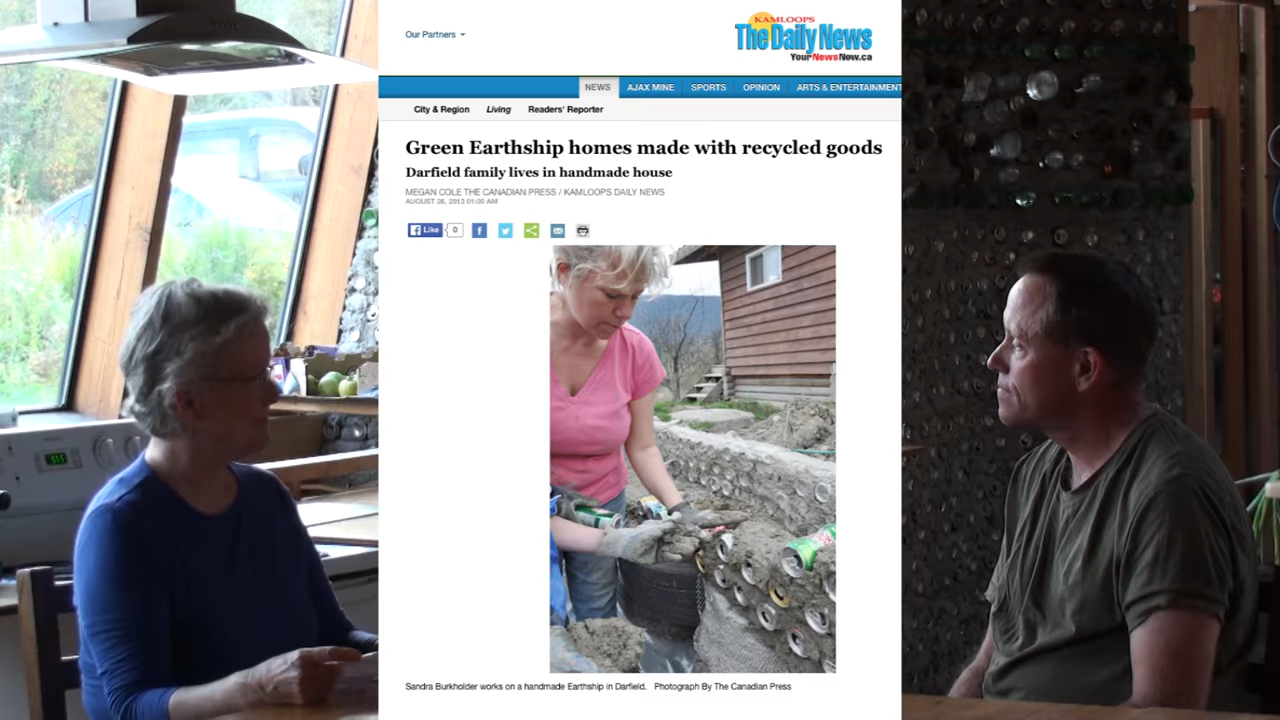 Our Partners
KAMLOOPS
The Daily News
YourNewsNow.ca
NEWS AJAX MINE SPORTS OPINION ARTS & ENTERTAINMENT
City & Region Living Readers' Reporter
Green Earthship homes made with recycled goods
Darfield family lives in handmade house
MEGAN COLE THE CANADIAN PRESS / KAMLOOPS DAILY NEWS
AUGUST 26, 2013 01:00 AM
Like 0
Sandra Burkholder works on a handmade Earthship in Darfield. Photograph By The Canadian Press